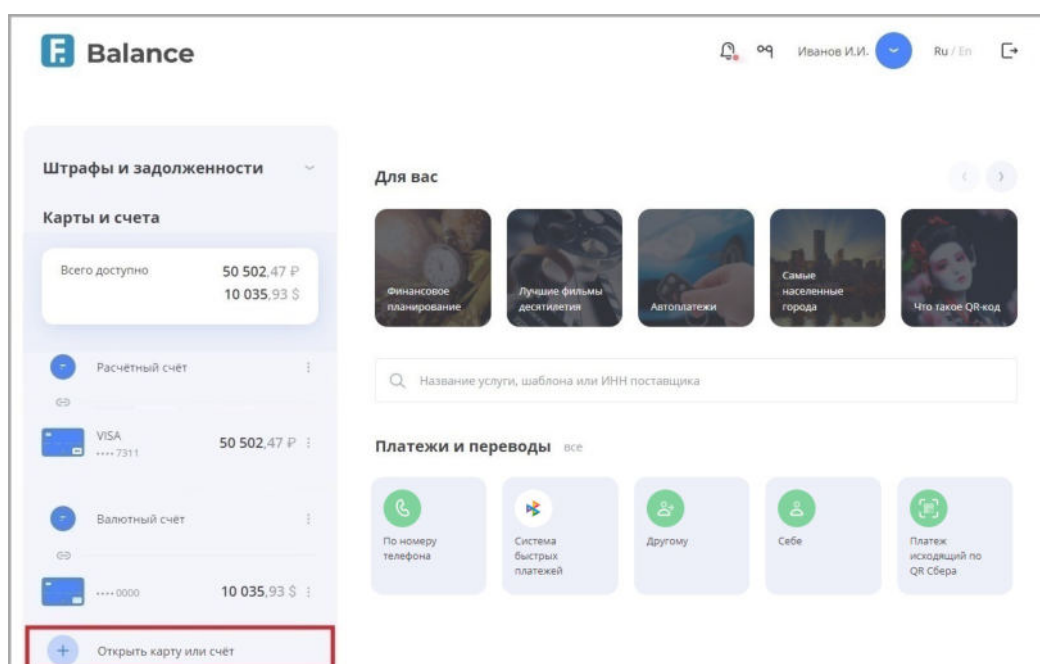 F. Balance
Иванов И.И.
Ru / En
Штрафы и задолженности
Карты и счета
Всего доступно
50 502,47 ₽
10 035,93 $
Расчётный счёт
VISA
•••• 7311
50 502,47 ₽
Валютный счёт
•••• 0000
10 035,93 $
Открыть карту или счёт
Для вас
Финансовое
планирование
Лучшие фильмы
десятилетия
Автоплатежи
Самые
населенные
города
Что такое QR-код
Название услуги, шаблона или ИНН поставщика
Платежи и переводы все
По номеру
телефона
Система
быстрых
платежей
Другому
Себе
Платеж
исходящий по
QR Сбера